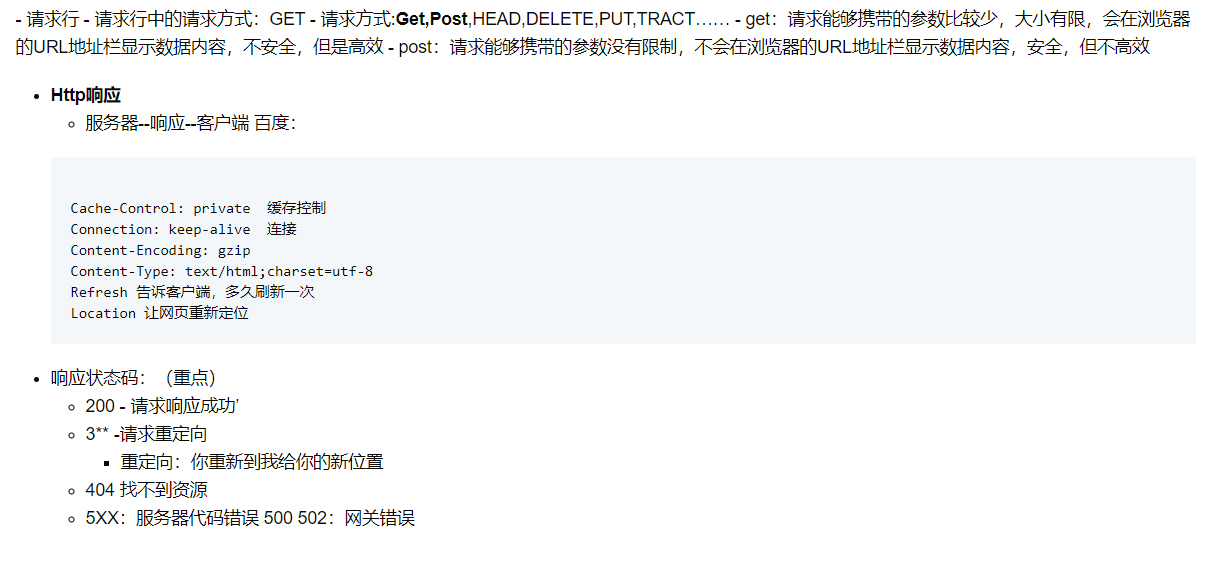 - 请求行 - 请求行中的请求方式：GET - 请求方式:Get,Post,HEAD,DELETE,PUT,TRACT…… - get：请求能够携带的参数比较少，大小有限，会在浏览器
的URL地址栏显示数据内容，不安全，但是高效 - post：请求能够携带的参数没有限制，不会在浏览器的URL地址栏显示数据内容，安全，但不高效
Http响应
服务器--响应--客户端 百度：
Cache-Control: private  缓存控制
Connection: keep-alive  连接
Content-Encoding: gzip
Content-Type: text/html;charset=utf-8
Refresh 告诉客户端，多久刷新一次
Location 让网页重新定位
响应状态码：（重点）
200 - 请求响应成功'
3** -请求重定向
重定向：你重新到我给你的新位置
404 找不到资源
5XX：服务器代码错误 500 502：网关错误